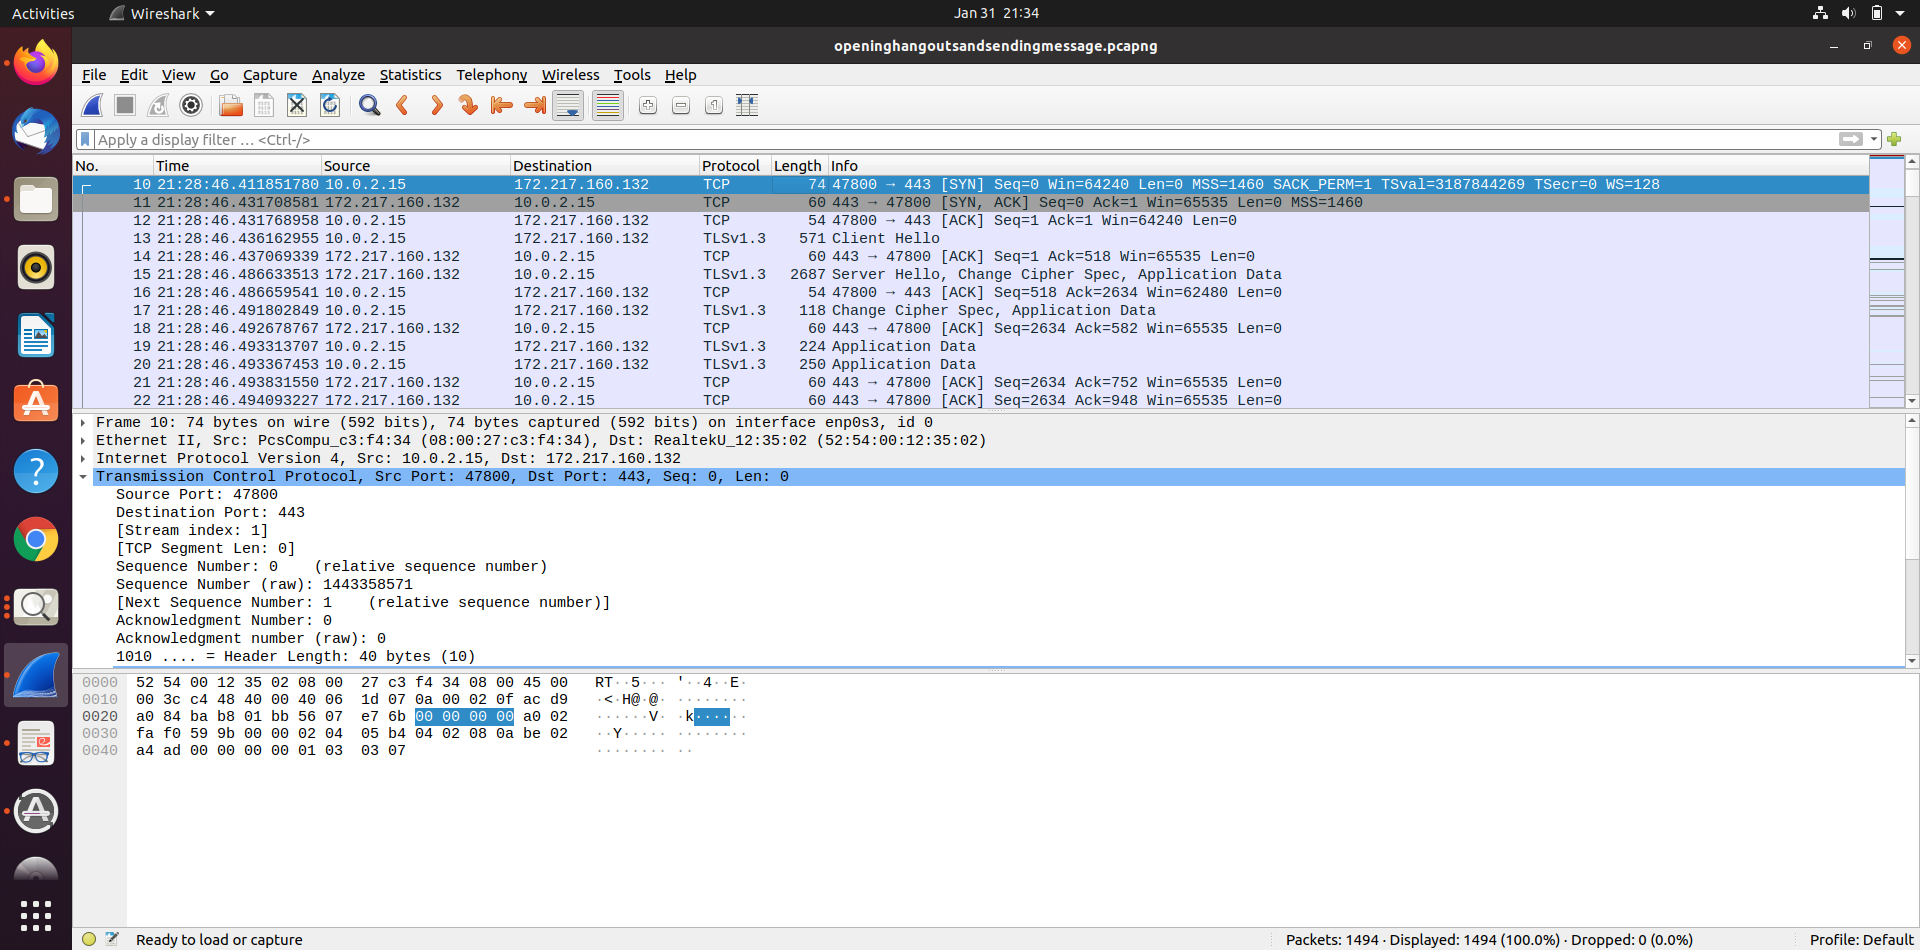 Activities Wireshark Jan 31 21:34
openinghangoutsandsendingmessage.pcapng
File Edit View Go Capture Analyze Statistics Telephony Wireless Tools Help
Apply a display filter … <Ctrl-/>
No. Time Source Destination Protocol Length Info
10 21:28:46.411851780 10.0.2.15 172.217.160.132 TCP 74 47800 → 443 [SYN] Seq=0 Win=64240 Len=0 MSS=1460 SACK_PERM=1 TSval=3187844269 TSecr=0 WS=128
11 21:28:46.431708581 172.217.160.132 10.0.2.15 TCP 60 443 → 47800 [SYN, ACK] Seq=0 Ack=1 Win=65535 Len=0 MSS=1460
12 21:28:46.431768958 10.0.2.15 172.217.160.132 TCP 54 47800 → 443 [ACK] Seq=1 Ack=1 Win=64240 Len=0
13 21:28:46.436162955 10.0.2.15 172.217.160.132 TLSv1.3 571 Client Hello
14 21:28:46.437069339 172.217.160.132 10.0.2.15 TCP 60 443 → 47800 [ACK] Seq=1 Ack=518 Win=65535 Len=0
15 21:28:46.486633513 172.217.160.132 10.0.2.15 TLSv1.3 2687 Server Hello, Change Cipher Spec, Application Data
16 21:28:46.486659541 10.0.2.15 172.217.160.132 TCP 54 47800 → 443 [ACK] Seq=518 Ack=2634 Win=62480 Len=0
17 21:28:46.491802849 10.0.2.15 172.217.160.132 TLSv1.3 118 Change Cipher Spec, Application Data
18 21:28:46.492678767 172.217.160.132 10.0.2.15 TCP 60 443 → 47800 [ACK] Seq=2634 Ack=582 Win=65535 Len=0
19 21:28:46.493313707 10.0.2.15 172.217.160.132 TLSv1.3 224 Application Data
20 21:28:46.493367453 10.0.2.15 172.217.160.132 TLSv1.3 250 Application Data
21 21:28:46.493831550 172.217.160.132 10.0.2.15 TCP 60 443 → 47800 [ACK] Seq=2634 Ack=752 Win=65535 Len=0
22 21:28:46.494093227 172.217.160.132 10.0.2.15 TCP 60 443 → 47800 [ACK] Seq=2634 Ack=948 Win=65535 Len=0
Frame 10: 74 bytes on wire (592 bits), 74 bytes captured (592 bits) on interface enp0s3, id 0
Ethernet II, Src: PcsCompu_c3:f4:34 (08:00:27:c3:f4:34), Dst: RealtekU_12:35:02 (52:54:00:12:35:02)
Internet Protocol Version 4, Src: 10.0.2.15, Dst: 172.217.160.132
Transmission Control Protocol, Src Port: 47800, Dst Port: 443, Seq: 0, Len: 0
Source Port: 47800
Destination Port: 443
[Stream index: 1]
[TCP Segment Len: 0]
Sequence Number: 0 (relative sequence number)
Sequence Number (raw): 1443358571
[Next Sequence Number: 1 (relative sequence number)]
Acknowledgment Number: 0
Acknowledgment number (raw): 0
1010 .... = Header Length: 40 bytes (10)
0000 52 54 00 12 35 02 08 00 27 c3 f4 34 08 00 45 00 RT··5··· '··4··E·
0010 00 3c c4 48 40 00 40 06 1d 07 0a 00 02 0f ac d9 ·<·H@·@· ········
0020 a0 84 ba b8 01 bb 56 07 e7 6b 00 00 00 00 a0 02 ······V· ·k······
0030 fa f0 59 9b 00 00 02 04 05 b4 04 02 08 0a be 02 ··Y····· ········
0040 a4 ad 00 00 00 00 01 03 03 07 ········ ··
Ready to load or capture Packets: 1494 · Displayed: 1494 (100.0%) · Dropped: 0 (0.0%) Profile: Default